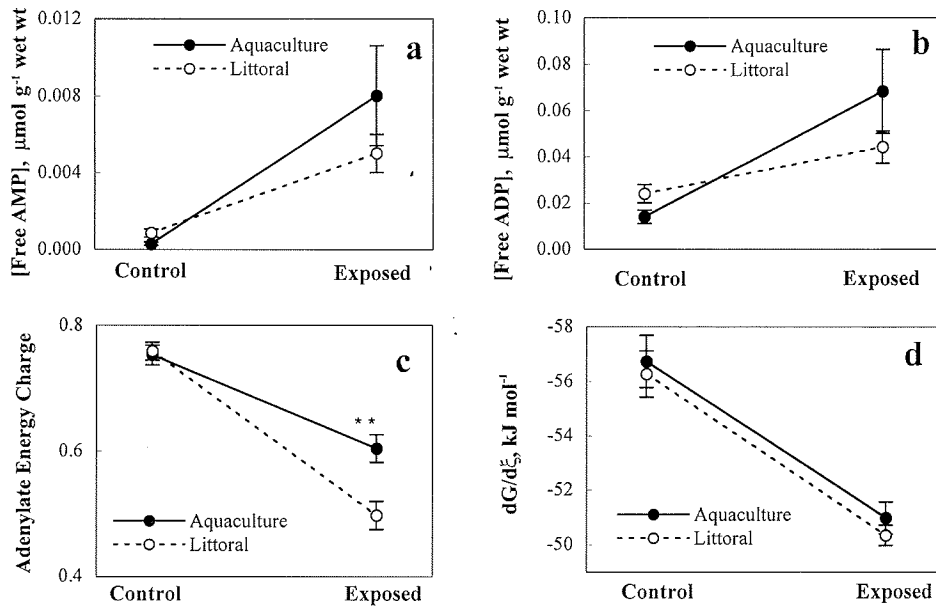 [Free AMP], μmol g⁻¹ wet wt
0.012
0.008
0.004
0.000
Aquaculture
Littoral
a
Control
Exposed
[Free ADP], μmol g⁻¹ wet wt
0.10
0.08
0.06
0.04
0.02
0.00
Aquaculture
Littoral
b
Control
Exposed
Adenylate Energy Charge
0.8
0.6
0.4
c
**
Aquaculture
Littoral
Control
Exposed
dG/dξ, kJ mol⁻¹
-58
-56
-54
-52
-50
d
Aquaculture
Littoral
Control
Exposed